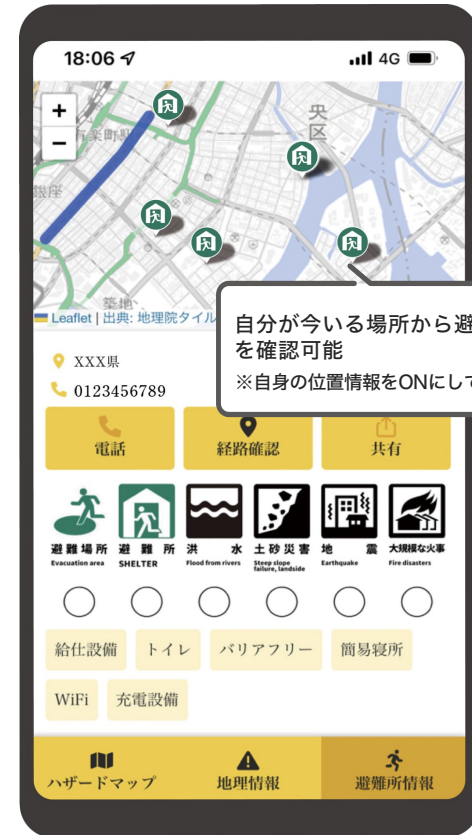 18:06
4G
+
−
有楽町駅
央
区
銀座
築地
Leaflet | 出典: 地理院タイル
自分が今いる場所から避
を確認可能
※自身の位置情報をONにして
XXX県
0123456789
電話
経路確認
共有
避難場所
Evacuation area
避難所
SHELTER
洪水
Flood from rivers
土砂災害
Steep slope
failure, landside
地震
Earthquake
大規模な火事
Fire disasters
給仕設備
トイレ
バリアフリー
簡易寝所
WiFi
充電設備
ハザードマップ
地理情報
避難所情報